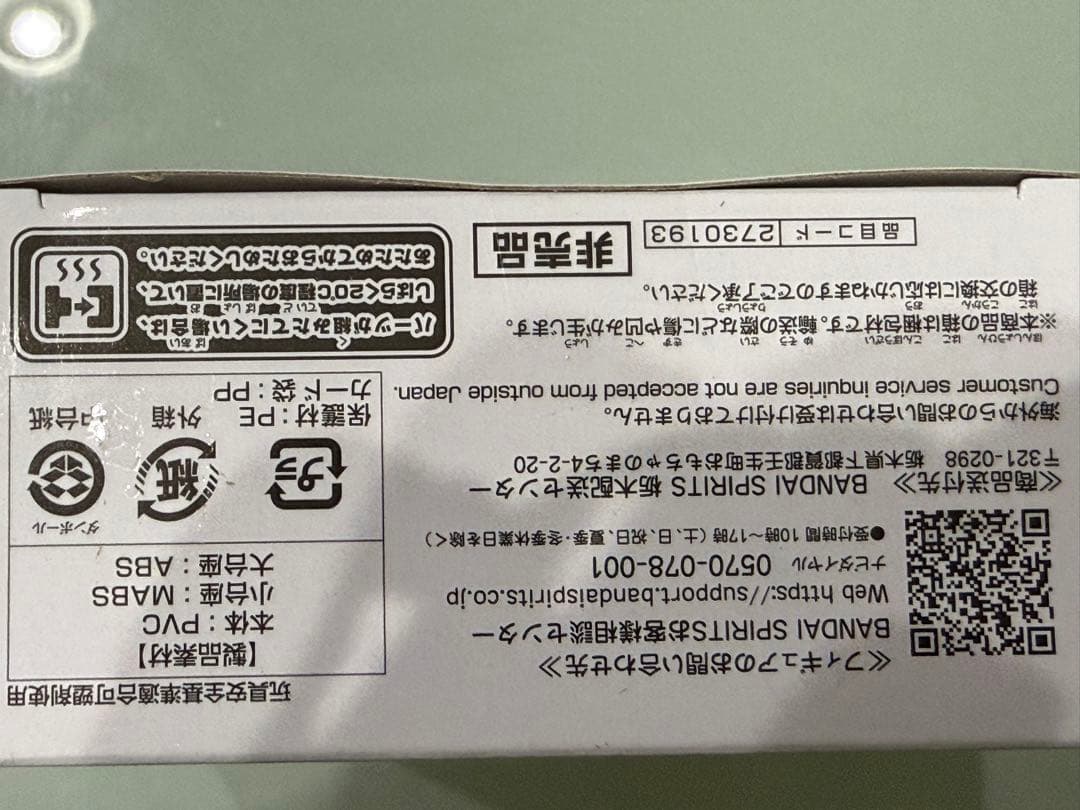 ≪フィギュアのお問い合わせ先≫
BANDAI SPIRITSお客様相談センター
Web https://support.bandaispirits.co.jp
ナビダイヤル 0570-078-001
●受付時間 10時〜17時（土、日、祝日、夏季・冬季休業日を除く）
≪商品送付先≫ BANDAI SPIRITS 栃木配送センター
〒321-0298 栃木県下都賀郡壬生町おもちゃのまち4-2-20
海外からのお問い合わせは受け付けておりません。
Customer service inquiries are not accepted from outside Japan.
※本商品の箱は梱包材です。輸送の際などに傷や凹みが生じます。
箱の交換には応じかねますのでご了承ください。
品目コード 2730193
非売品
玩具安全基準適合可塑剤使用
【製品素材】
本体：PVC
小台座：MABS
大台座：ABS
プラ
保護材：PE
カード袋：PP
紙
外箱
ダンボール
中台紙
パーツが組みたてにくい場合は、
しばらく20℃程度の場所に置いて、
あたためてからおためしください。